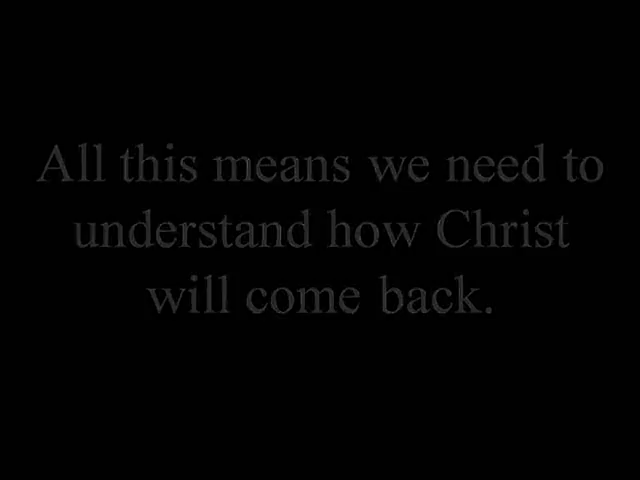 All this means we need to
understand how Christ
will come back.